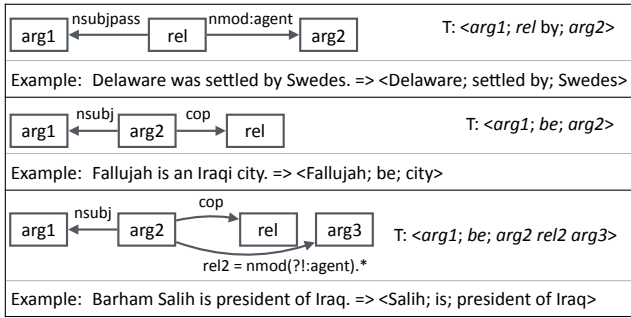 nsubjpass nmod:agent
arg1 rel arg2 T: <arg1; rel by; arg2>
Example: Delaware was settled by Swedes. => <Delaware; settled by; Swedes>
nsubj cop
arg1 arg2 rel T: <arg1; be; arg2>
Example: Fallujah is an Iraqi city. => <Fallujah; be; city>
cop
nsubj
arg1 arg2 rel arg3 T: <arg1; be; arg2 rel2 arg3>
rel2 = nmod(?!:agent).*
Example: Barham Salih is president of Iraq. => <Salih; is; president of Iraq>